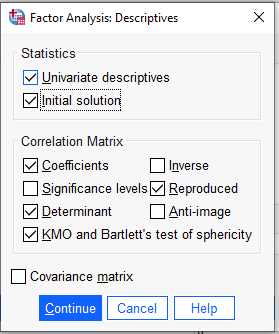 Factor Analysis: Descriptives
Statistics
Univariate descriptives
Initial solution
Correlation Matrix
Coefficients Inverse
Significance levels Reproduced
Determinant Anti-image
KMO and Bartlett's test of sphericity
Covariance matrix
Continue Cancel Help